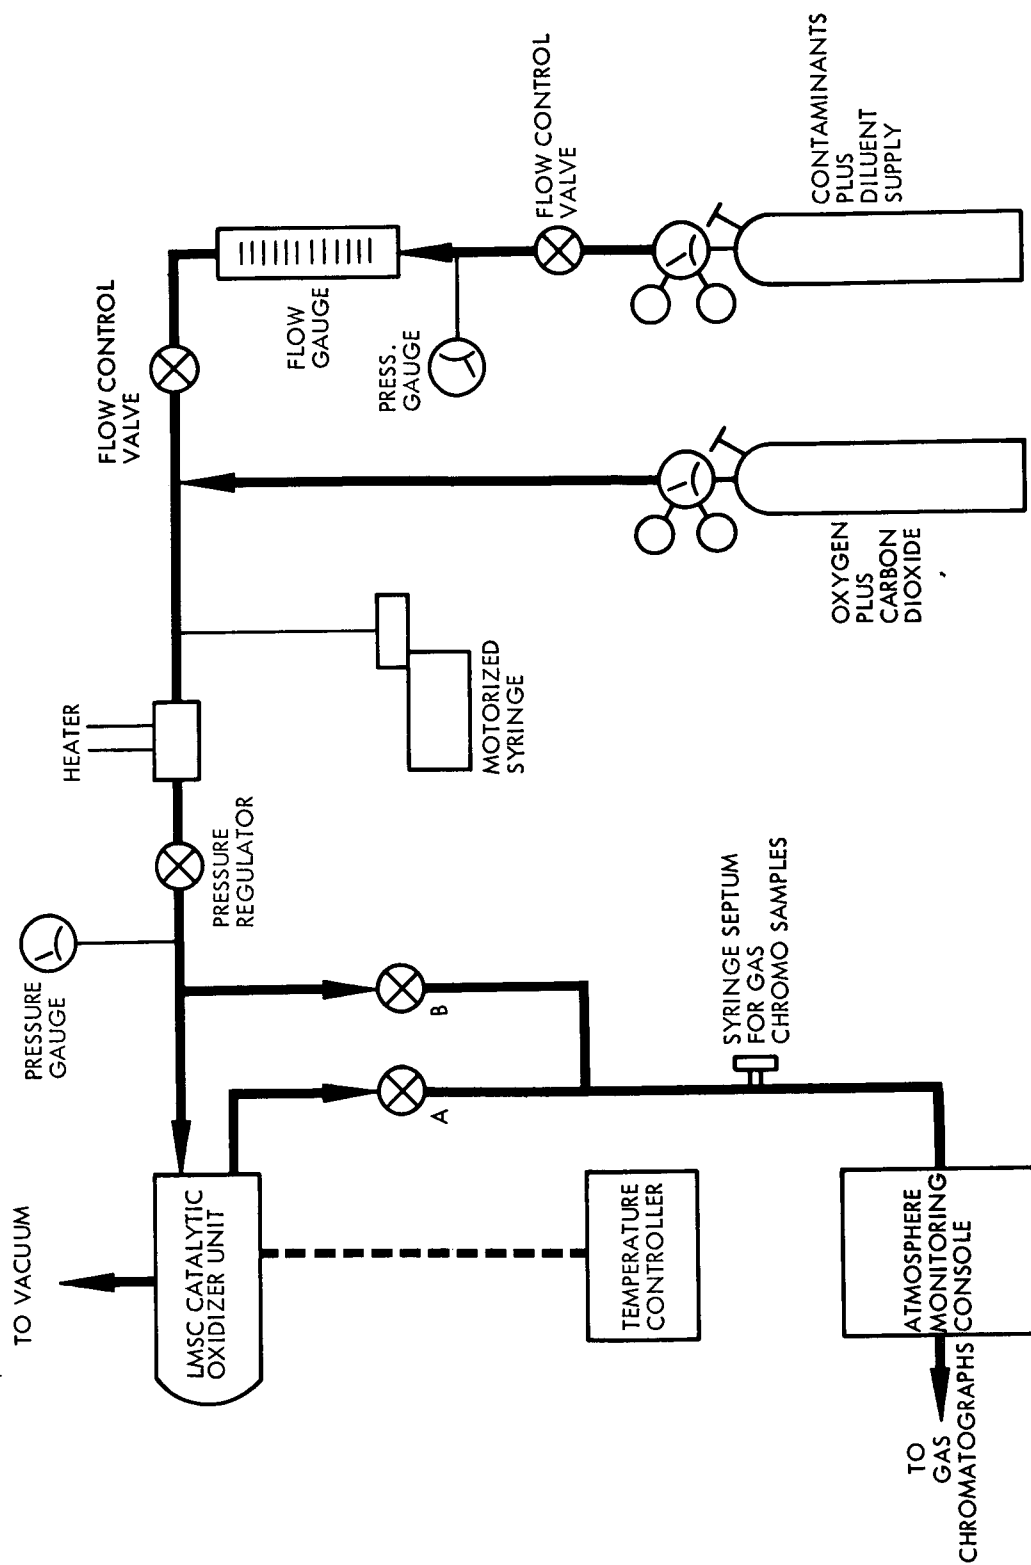 TO VACUUM
PRESSURE
GAUGE
HEATER
FLOW CONTROL
VALVE
LMSC CATALYTIC
OXIDIZER UNIT
PRESSURE
REGULATOR
FLOW
GAUGE
PRESS.
GAUGE
FLOW CONTROL
VALVE
A
B
MOTORIZED
SYRINGE
TEMPERATURE
CONTROLLER
SYRINGE SEPTUM
FOR GAS
CHROMO SAMPLES
OXYGEN
PLUS
CARBON
DIOXIDE
CONTAMINANTS
PLUS
DILUENT
SUPPLY
ATMOSPHERE
MONITORING
CONSOLE
TO
GAS
CHROMATOGRAPHS